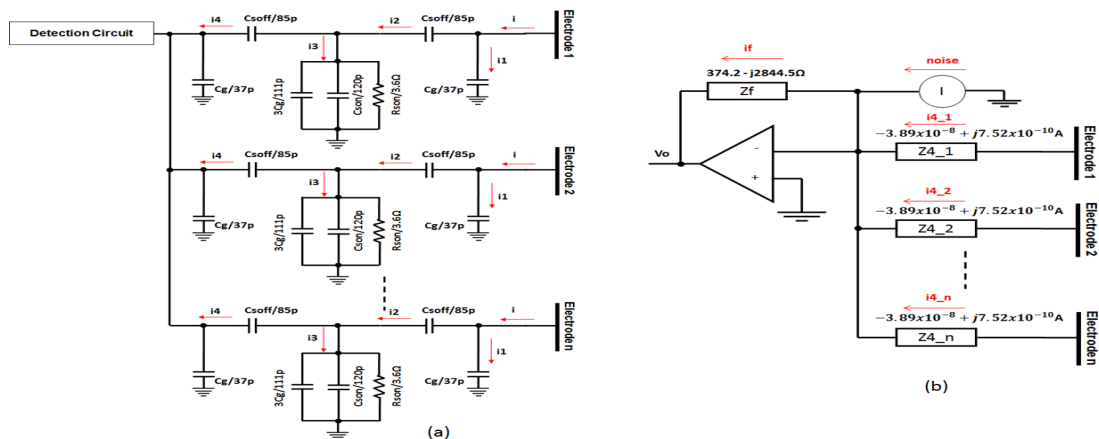 Detection Circuit
i4
Csoff/85p
i2
Csoff/85p
i
Electrode 1
i3
i1
Cg/37p
3Cg/111p
Cson/120p
Rson/3.6Ω
Cg/37p
i4
Csoff/85p
i2
Csoff/85p
i
Electrode 2
i3
i1
Cg/37p
3Cg/111p
Cson/120p
Rson/3.6Ω
Cg/37p
i4
Csoff/85p
i2
Csoff/85p
i
Electrode n
i3
i1
Cg/37p
3Cg/111p
Cson/120p
Rson/3.6Ω
Cg/37p
(a)
if
374.2 - j2844.5Ω
Zf
noise
I
i4_1
−3.89x10⁻⁸ + j7.52x10⁻¹⁰A
Z4_1
Electrode 1
Vo
-
+
i4_2
−3.89x10⁻⁸ + j7.52x10⁻¹⁰A
Z4_2
Electrode 2
i4_n
−3.89x10⁻⁸ + j7.52x10⁻¹⁰A
Z4_n
Electrode n
(b)